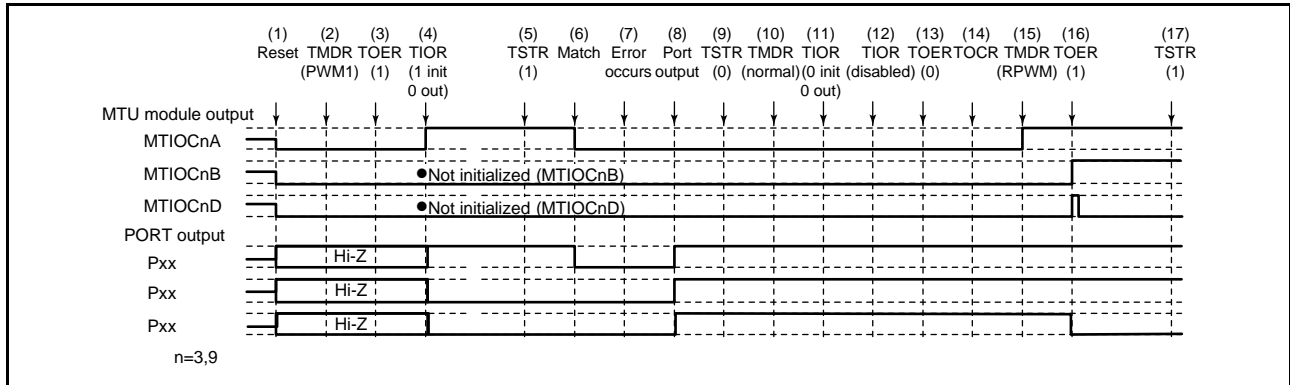 (1) (2) (3) (4) (5) (6) (7) (8) (9) (10) (11) (12) (13) (14) (15) (16) (17)
Reset TMDR TOER TIOR TSTR Match Error Port TSTR TMDR TIOR TIOR TOER TOCR TMDR TOER TSTR
(PWM1) (1) (1 init (1) occurs output (0) (normal) (0 init (disabled) (0) (RPWM) (1) (1)
0 out) 0 out)
MTU module output
MTIOCnA
MTIOCnB ●Not initialized (MTIOCnB)
MTIOCnD ●Not initialized (MTIOCnD)
PORT output
Pxx Hi-Z
Pxx Hi-Z
Pxx Hi-Z
n=3,9